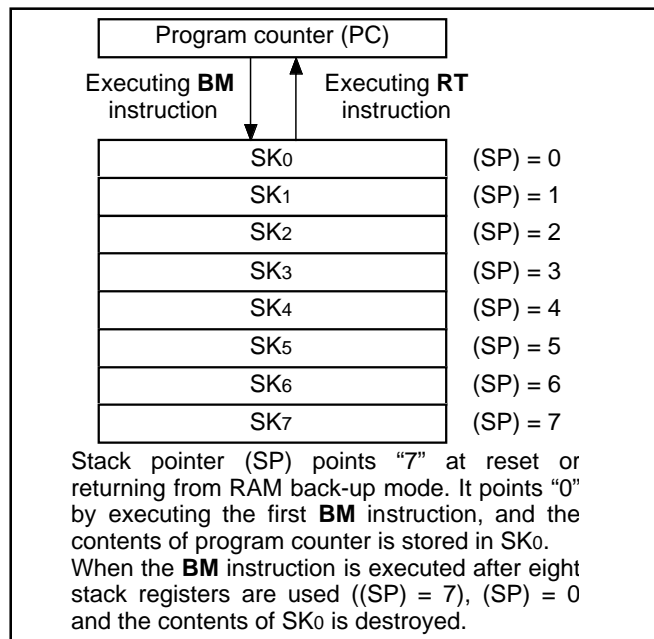 Program counter (PC)
Executing BM
instruction
Executing RT
instruction
SK0
(SP) = 0
SK1
(SP) = 1
SK2
(SP) = 2
SK3
(SP) = 3
SK4
(SP) = 4
SK5
(SP) = 5
SK6
(SP) = 6
SK7
(SP) = 7
Stack pointer (SP) points “7” at reset or
returning from RAM back-up mode. It points “0”
by executing the first BM instruction, and the
contents of program counter is stored in SK0.
When the BM instruction is executed after eight
stack registers are used ((SP) = 7), (SP) = 0
and the contents of SK0 is destroyed.